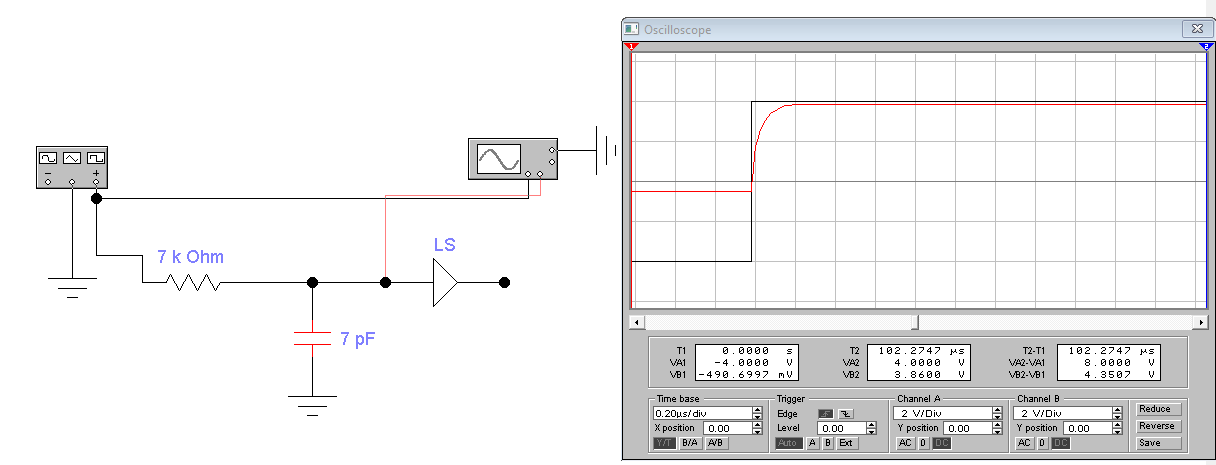 Oscilloscope
1
2
− +
7 k Ohm
LS
7 pF
T1 0.0000 s
VA1 -4.0000 V
VB1 -490.6997 mV
T2 102.2747 µs
VA2 4.0000 V
VB2 3.8600 V
T2-T1 102.2747 µs
VA2-VA1 8.0000 V
VB2-VB1 4.3507 V
Time base
0.20µs/div
X position 0.00
Y/T B/A A/B
Trigger
Edge
Level 0.00
Auto A B Ext
Channel A
2 V/Div
Y position 0.00
AC 0 DC
Channel B
2 V/Div
Y position 0.00
AC 0 DC
Reduce
Reverse
Save